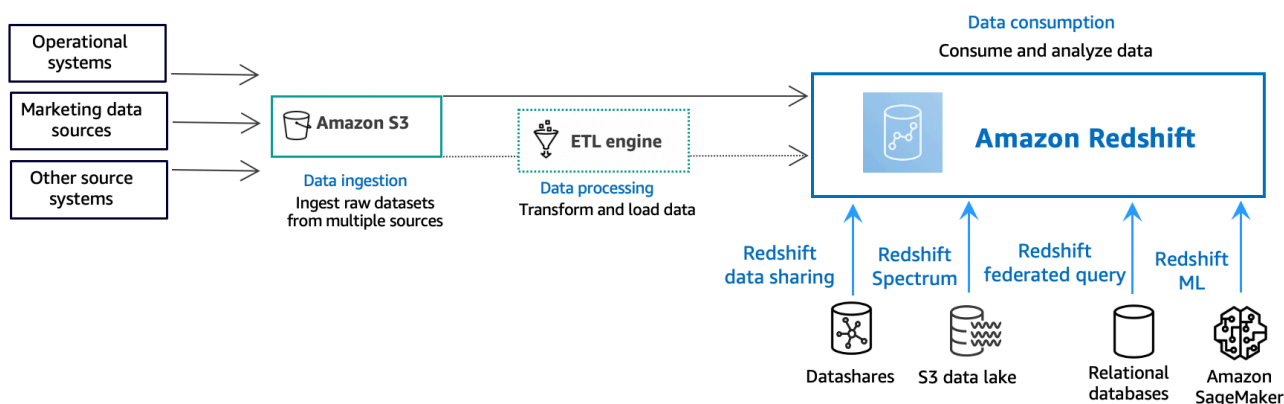 Operational
systems
Marketing data
sources
Other source
systems
Amazon S3
Data ingestion
Ingest raw datasets
from multiple sources
ETL engine
Data processing
Transform and load data
Data consumption
Consume and analyze data
Amazon Redshift
Redshift
data sharing
Redshift
Spectrum
Redshift
federated query
Redshift
ML
Datashares
S3 data lake
Relational
databases
Amazon
SageMaker